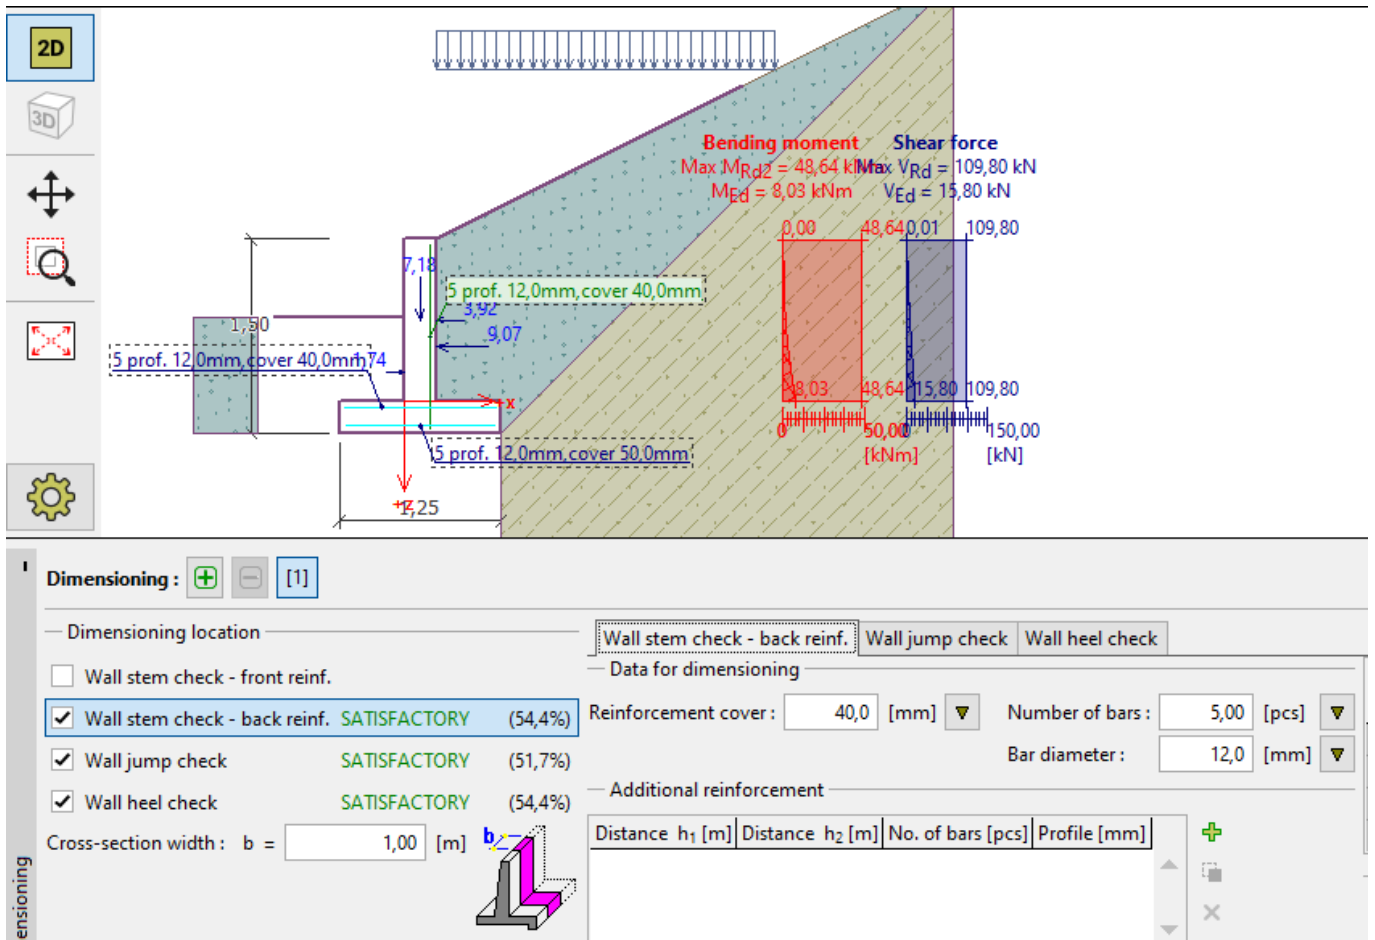 2D
3D
Bending moment
Shear force
Max MRd2 = 48,64 kNm
Max VRd = 109,80 kN
MEd = 8,03 kNm
VEd = 15,80 kN
0,00
48,64
0,01
109,80
7,18
5 prof. 12,0mm,cover 40,0mm
3,92
9,07
1,50
5 prof. 12,0mm,cover 40,0mm
+x
8,03
48,64
15,80
109,80
0
50,00
0
150,00
[kNm]
[kN]
5 prof. 12,0mm,cover 50,0mm
+z
1,25
Dimensioning :
[1]
Dimensioning location
Wall stem check - front reinf.
Wall stem check - back reinf. SATISFACTORY (54,4%)
Wall jump check SATISFACTORY (51,7%)
Wall heel check SATISFACTORY (54,4%)
Cross-section width : b = 1,00 [m]
b
Wall stem check - back reinf. Wall jump check Wall heel check
Data for dimensioning
Reinforcement cover : 40,0 [mm] Number of bars : 5,00 [pcs]
Bar diameter : 12,0 [mm]
Additional reinforcement
Distance h1 [m] Distance h2 [m] No. of bars [pcs] Profile [mm]